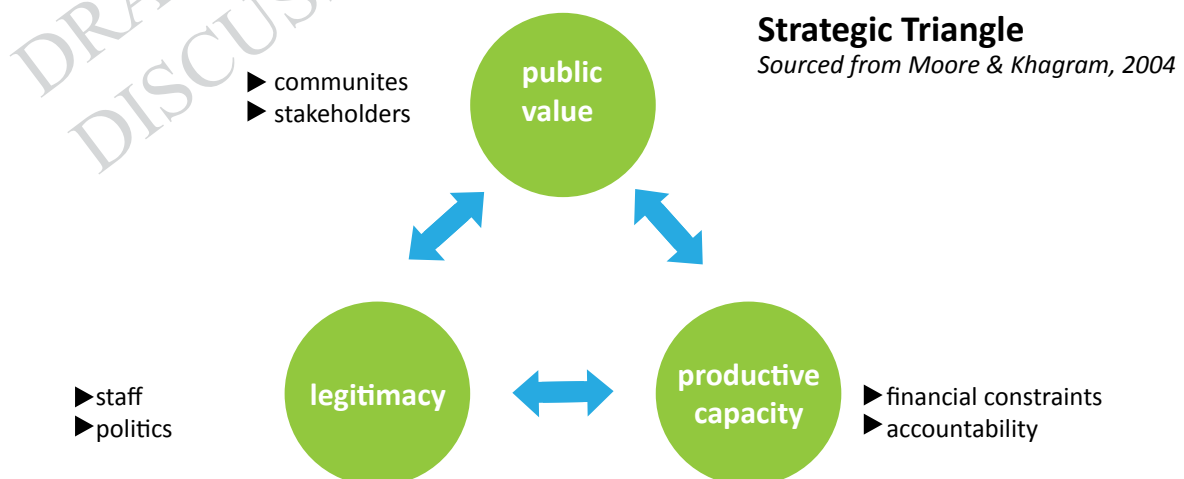 Strategic Triangle
Sourced from Moore & Khagram, 2004
DISCUS
▶ communites
▶ stakeholders
public
value
legitimacy
▶staff
▶politics
productive
capacity
▶financial constraints
▶accountability